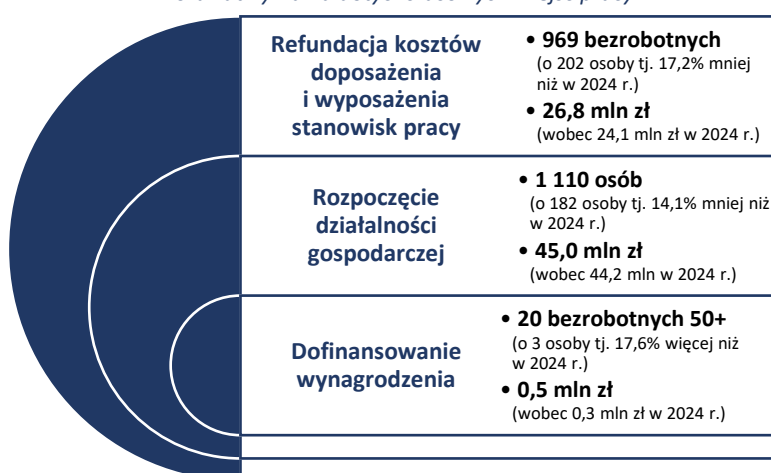 Refundacja kosztów
doposażenia
i wyposażenia
stanowisk pracy
• 969 bezrobotnych
(o 202 osoby tj. 17,2% mniej
niż w 2024 r.)
• 26,8 mln zł
(wobec 24,1 mln zł w 2024 r.)
Rozpoczęcie
działalności
gospodarczej
• 1 110 osób
(o 182 osoby tj. 14,1% mniej niż
w 2024 r.)
• 45,0 mln zł
(wobec 44,2 mln w 2024 r.)
Dofinansowanie
wynagrodzenia
• 20 bezrobotnych 50+
(o 3 osoby tj. 17,6% więcej niż
w 2024 r.)
• 0,5 mln zł
(wobec 0,3 mln zł w 2024 r.)